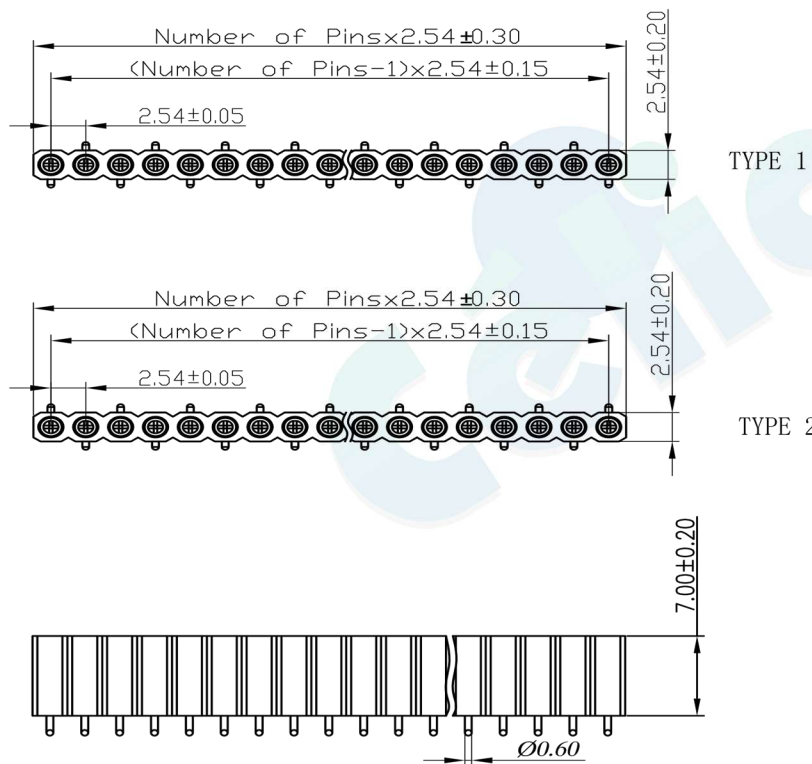 Number of Pinsx2.54±0.30
(Number of Pins-1)x2.54±0.15
2.54±0.05
2.54±0.20
TYPE 1
Number of Pinsx2.54±0.30
(Number of Pins-1)x2.54±0.15
2.54±0.05
2.54±0.20
TYPE 2
7.00±0.20
Ø0.60